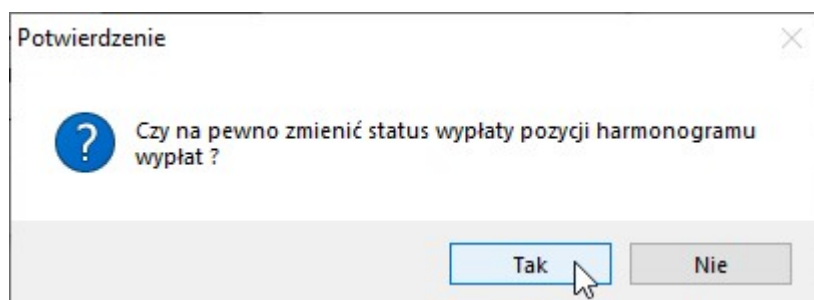 Potwierdzenie
Czy na pewno zmienić status wypłaty pozycji harmonogramu
wypłat ?
Tak
Nie